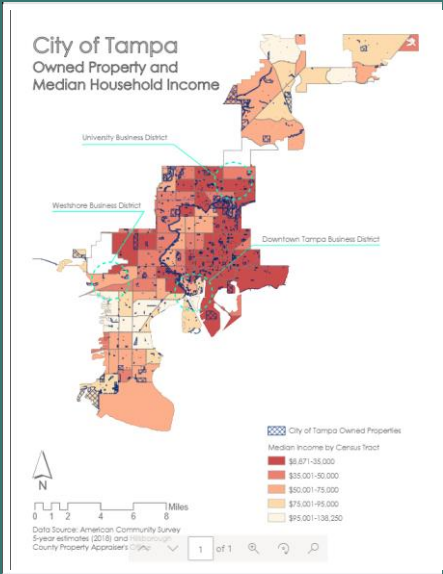 City of Tampa
Owned Property and
Median Household Income
University Business District
Westshore Business District
Downtown Tampa Business District
City of Tampa Owned Properties
Median Income by Census Tract
$8,871-35,000
$35,001-50,000
$50,001-75,000
$75,001-95,000
$95,001-138,250
N
Miles
0 1 2 4 6 8
Data Source: American Community Survey
5-year estimates (2018) and Hillsborough
County Property Appraiser's Office
1 of 1